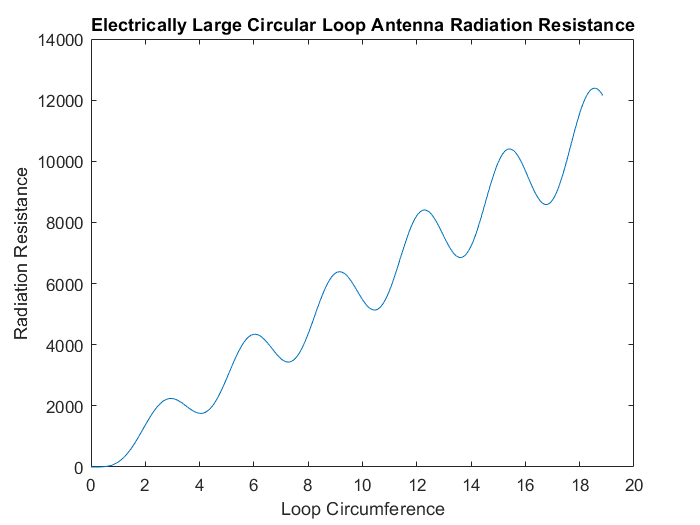 Electrically Large Circular Loop Antenna Radiation Resistance
14000
12000
10000
8000
6000
4000
2000
0
Radiation Resistance
0 2 4 6 8 10 12 14 16 18 20
Loop Circumference